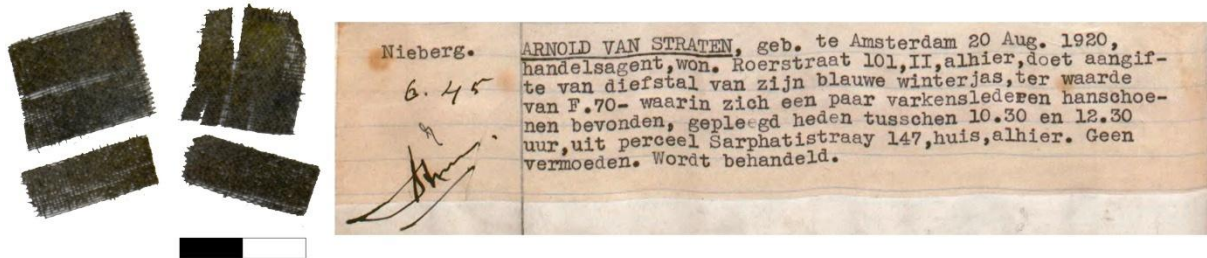 Nieberg.
6.45
ARNOLD VAN STRATEN, geb. te Amsterdam 20 Aug. 1920,
handelsagent,won. Roerstraat 101,II,alhier,doet aangif-
te van diefstal van zijn blauwe winterjas,ter waarde
van F.70- waarin zich een paar varkenslederen hanschoe-
nen bevonden, gepleegd heden tusschen 10.30 en 12.30
uur,uit perceel Sarphatistraay 147,huis,alhier. Geen
vermoeden. Wordt behandeld.